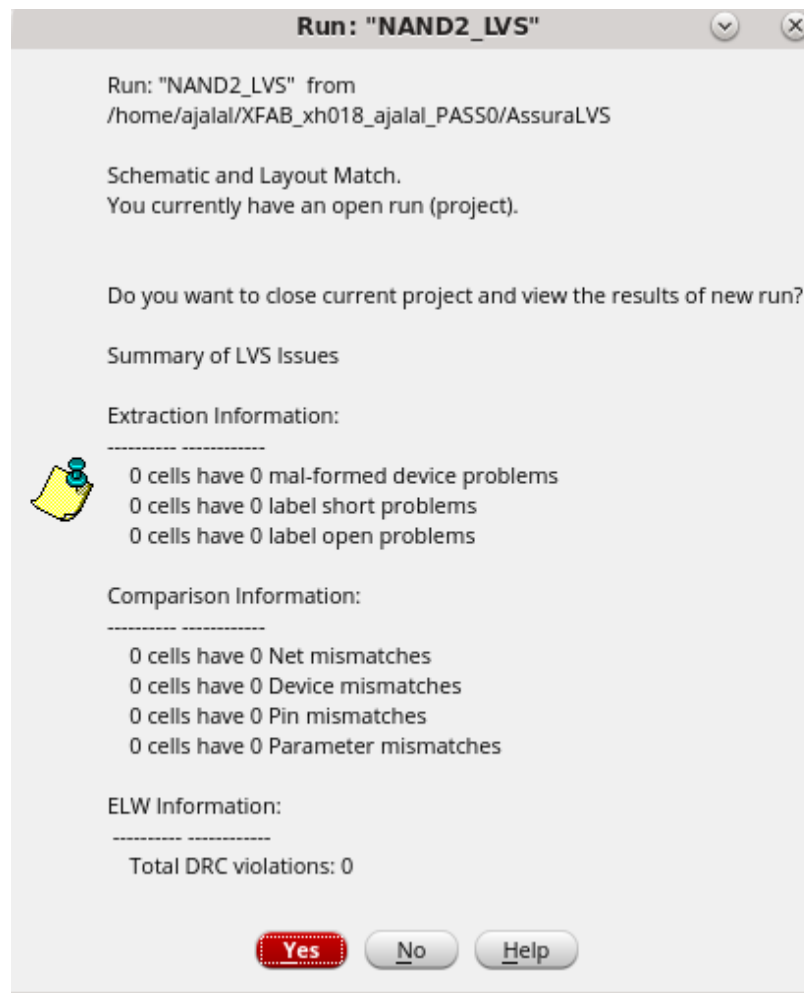 Run: "NAND2_LVS"
Run: "NAND2_LVS" from
/home/ajalal/XFAB_xh018_ajalal_PASS0/AssuraLVS
Schematic and Layout Match.
You currently have an open run (project).
Do you want to close current project and view the results of new run?
Summary of LVS Issues
Extraction Information:
---------- ------------
0 cells have 0 mal-formed device problems
0 cells have 0 label short problems
0 cells have 0 label open problems
Comparison Information:
---------- ------------
0 cells have 0 Net mismatches
0 cells have 0 Device mismatches
0 cells have 0 Pin mismatches
0 cells have 0 Parameter mismatches
ELW Information:
---------- ------------
Total DRC violations: 0
Yes No Help